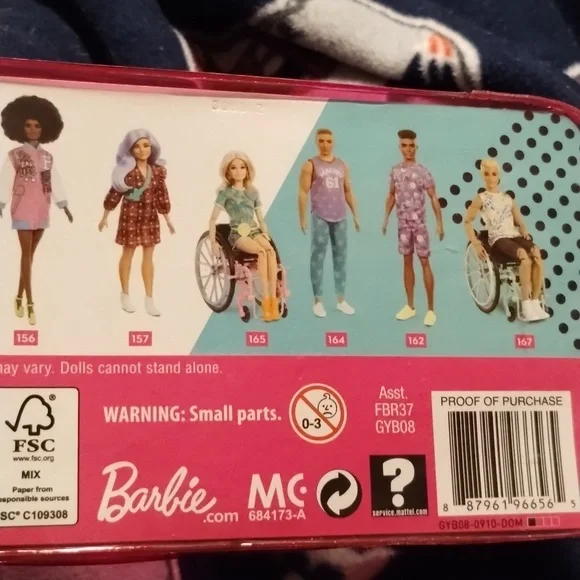 61
156 157 165 164 162 167
may vary. Dolls cannot stand alone.
FSC
www.fsc.org
MIX
Paper from
responsible sources
FSC® C109308
WARNING: Small parts.
0-3
Barbie.com
684173-A
Asst.
FBR37
GYB08
?
service.mattel.com
PROOF OF PURCHASE
8 87961 96656 5
GYB08-0910-DOM